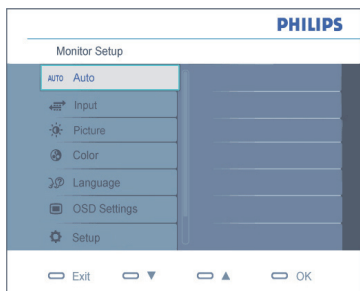 PHILIPS
Monitor Setup
AUTO Auto
Input
Picture
Color
Language
OSD Settings
Setup
Exit ▼ ▲ OK